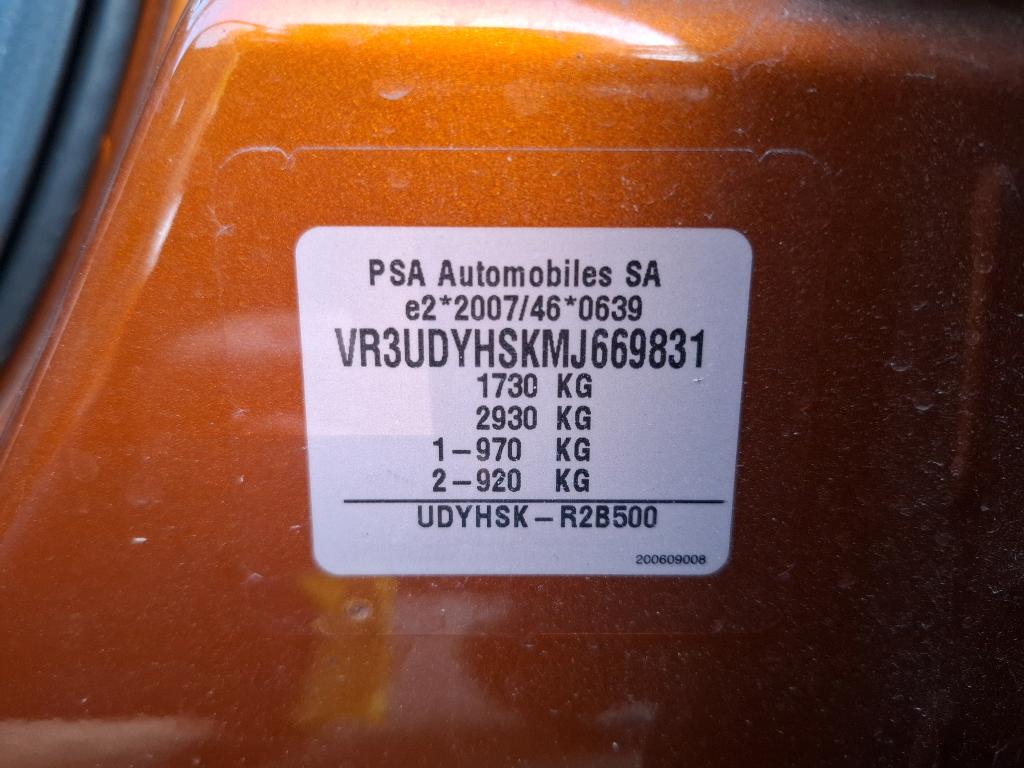 PSA Automobiles SA
e2*2007/46*0639
VR3UDYHSKMJ669831
1730 KG
2930 KG
1-970 KG
2-920 KG
UDYHSK-R2B500
200609008